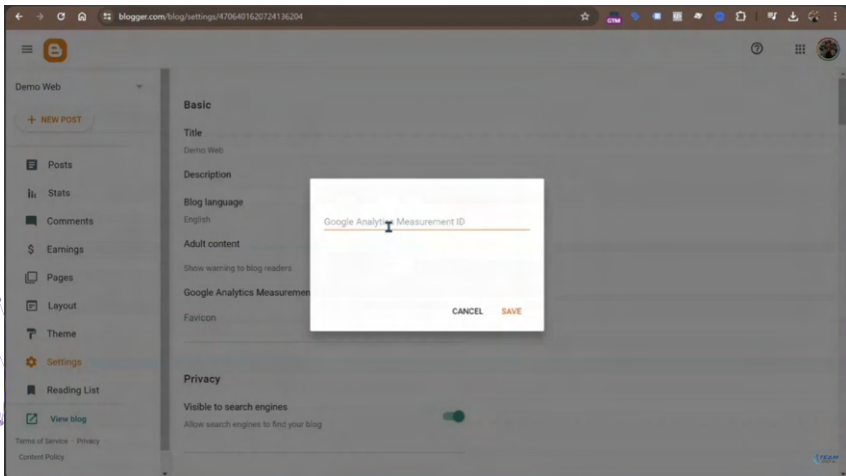 blogger.com/blog/settings/4706401620724136204
GTM
Demo Web
+ NEW POST
Posts
Stats
Comments
Earnings
Pages
Layout
Theme
Settings
Reading List
View blog
Terms of Service · Privacy
Content Policy
Basic
Title
Demo Web
Description
Blog language
English
Adult content
Show warning to blog readers
Google Analytics Measuremen
Favicon
Privacy
Visible to search engines
Allow search engines to find your blog
Google Analytics Measurement ID
CANCEL
SAVE